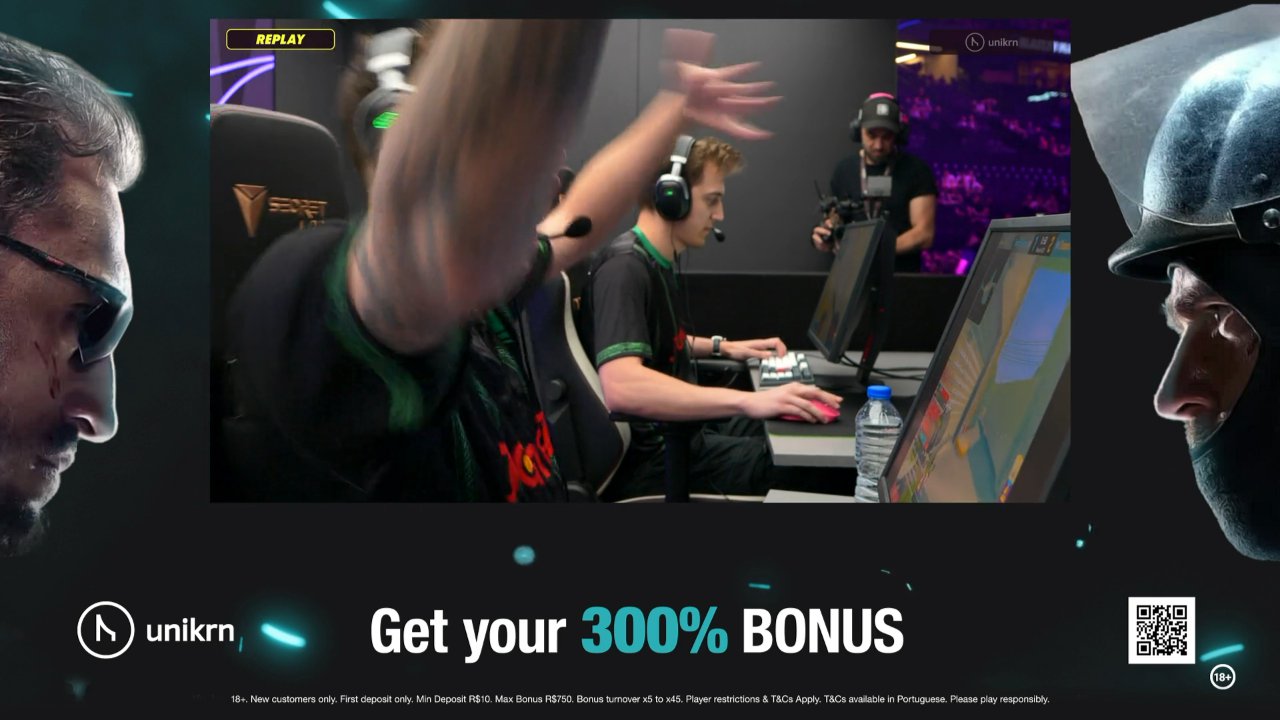 REPLAY
unikrn
SECRET
unikrn
Get your 300% BONUS
18+
18+. New customers only. First deposit only. Min Deposit R$10. Max Bonus R$750. Bonus turnover x5 to x45. Player restrictions & T&Cs Apply. T&Cs available in Portuguese. Please play responsibly.